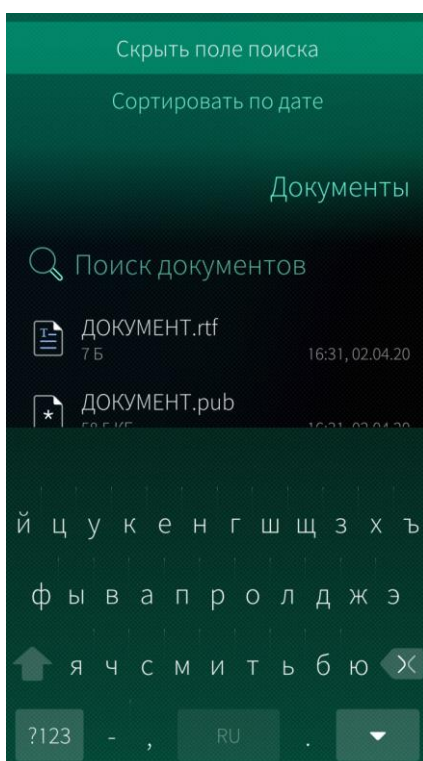 Скрыть поле поиска
Сортировать по дате
Документы
Поиск документов
ДОКУМЕНТ.rtf
7 Б 16:31, 02.04.20
ДОКУМЕНТ.pub
й ц у к е н г ш щ з х ъ
ф ы в а п р о л д ж э
я ч с м и т ь б ю
?123 - , RU .